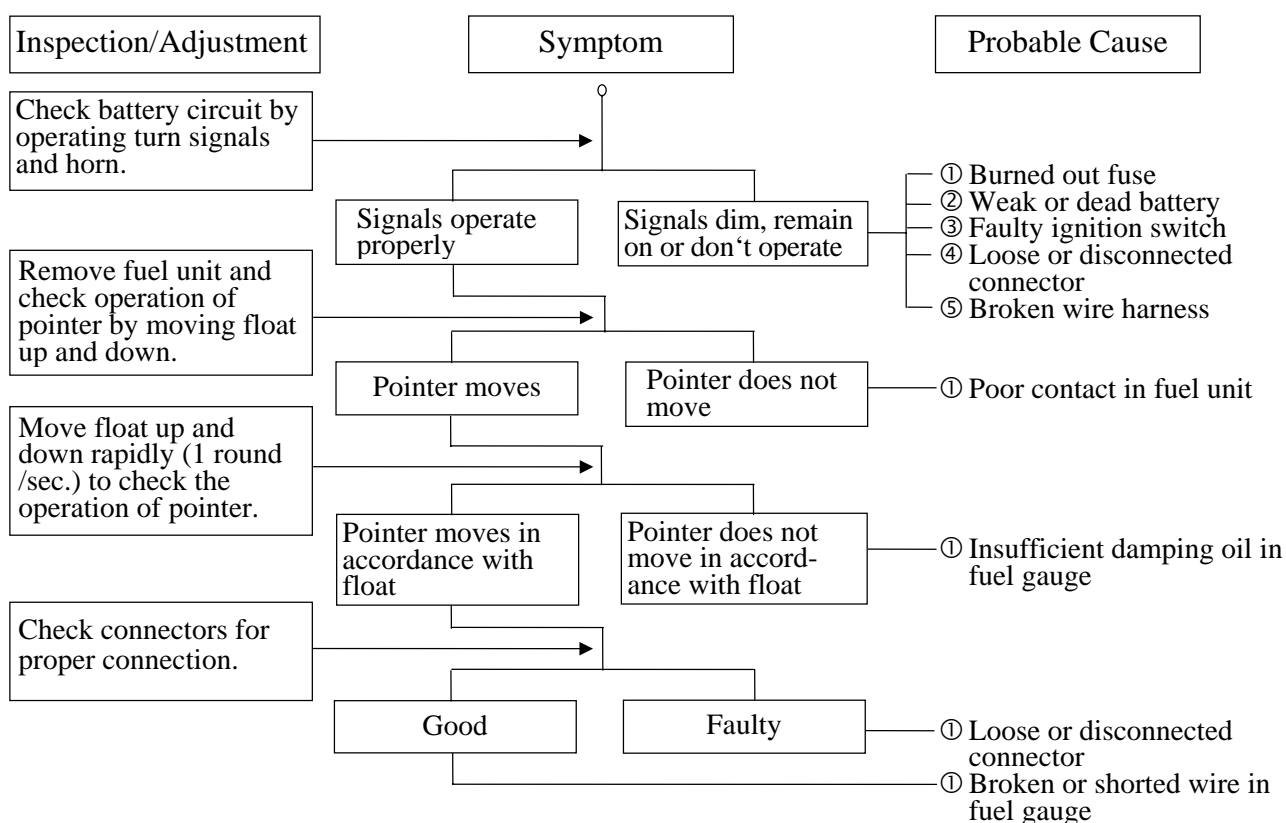 Inspection/Adjustment
Symptom
Probable Cause
Check battery circuit by
operating turn signals
and horn.
Signals operate
properly
Signals dim, remain
on or don‘t operate
① Burned out fuse
② Weak or dead battery
③ Faulty ignition switch
④ Loose or disconnected
connector
⑤ Broken wire harness
Remove fuel unit and
check operation of
pointer by moving float
up and down.
Pointer moves
Pointer does not
move
① Poor contact in fuel unit
Move float up and
down rapidly (1 round
/sec.) to check the
operation of pointer.
Pointer moves in
accordance with
float
Pointer does not
move in accord-
ance with float
① Insufficient damping oil in
fuel gauge
Check connectors for
proper connection.
Good
Faulty
① Loose or disconnected
connector
① Broken or shorted wire in
fuel gauge